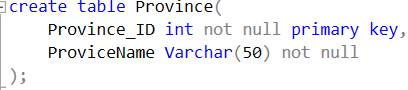 create table Province(
Province_ID int not null primary key,
ProviceName Varchar(50) not null
);